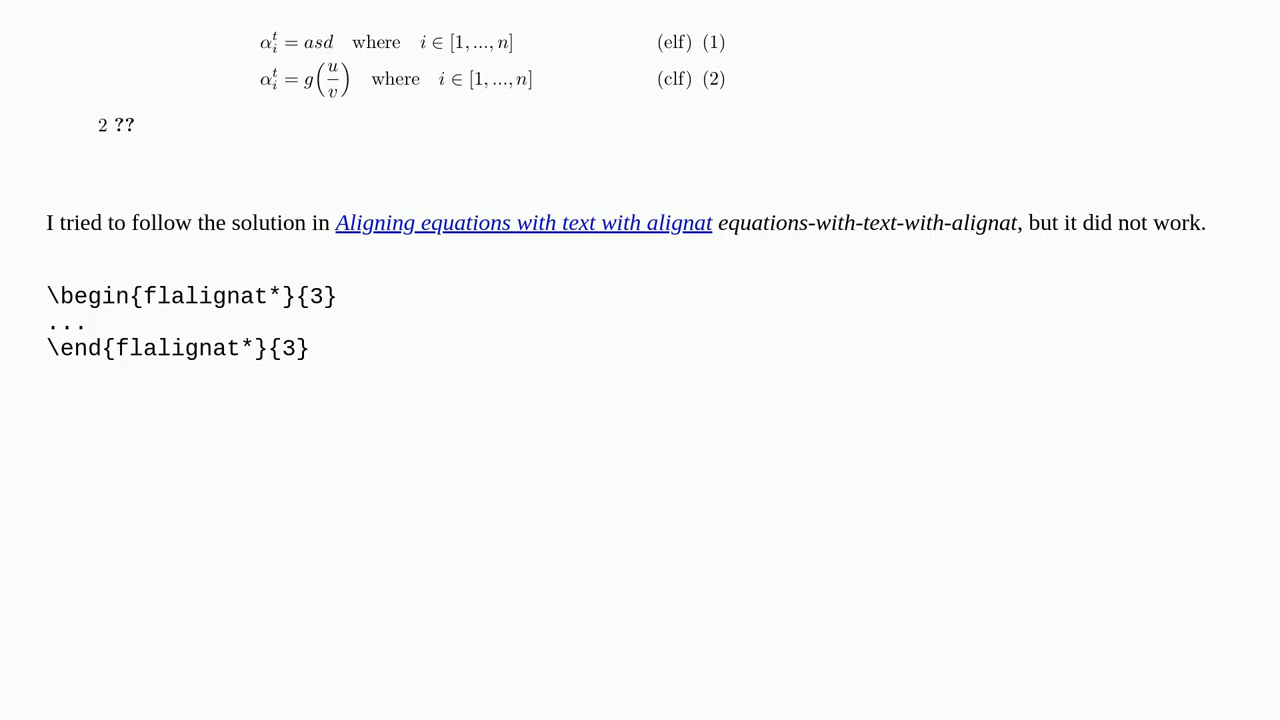 α_i^t = asd where i ∈ [1, ..., n] (elf) (1)
α_i^t = g(u/v) where i ∈ [1, ..., n] (clf) (2)
2 ??
I tried to follow the solution in Aligning equations with text with alignat equations-with-text-with-alignat, but it did not work.
\begin{flalignat*}{3}
...
\end{flalignat*}{3}